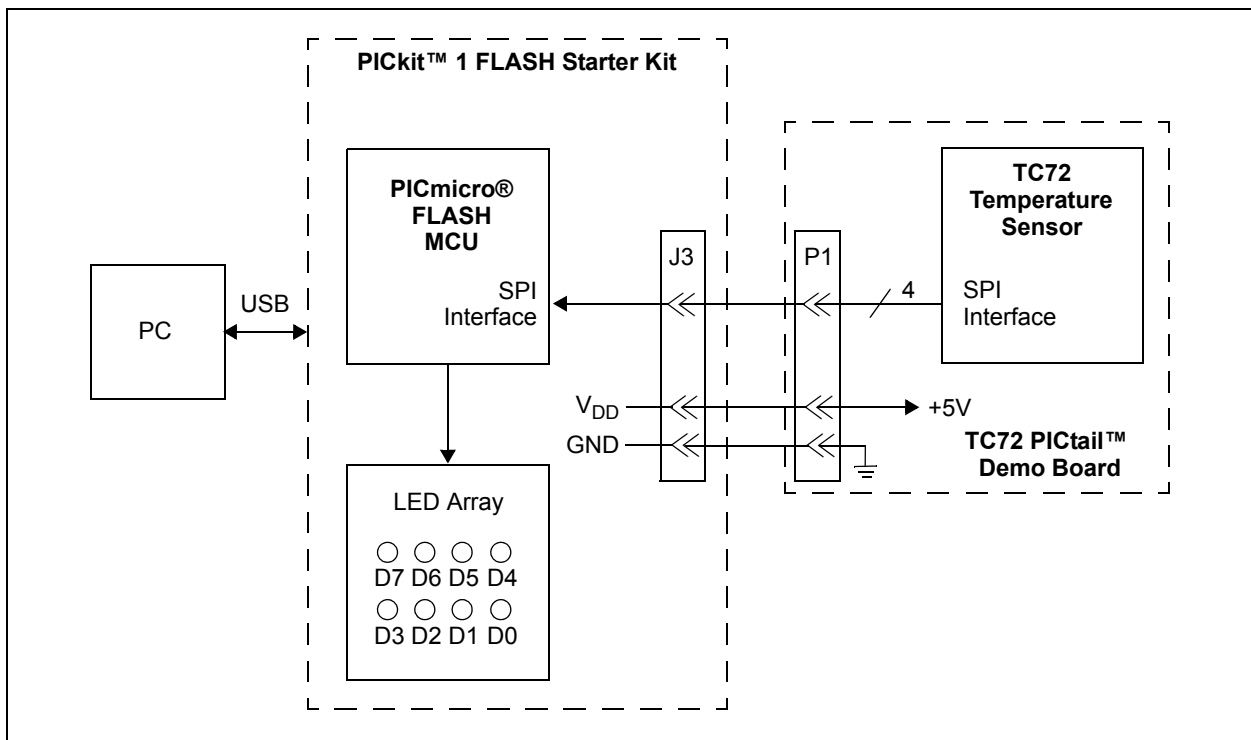 PICkit™ 1 FLASH Starter Kit
PICmicro®
FLASH
MCU
SPI
Interface
PC
USB
J3
P1
4
TC72
Temperature
Sensor
SPI
Interface
VDD
GND
+5V
TC72 PICtail™
Demo Board
LED Array
D7 D6 D5 D4
D3 D2 D1 D0